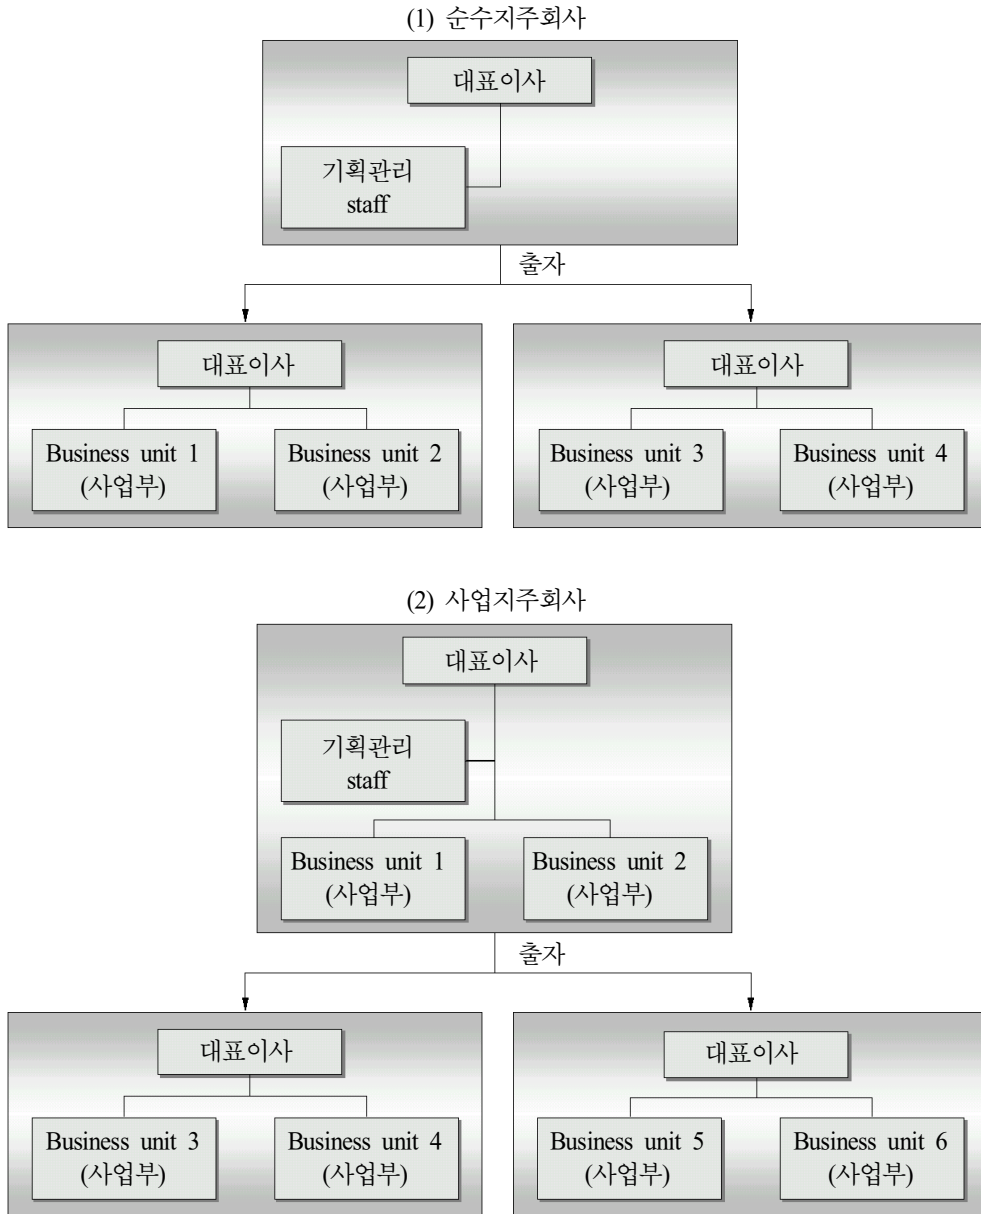 (1) 순수지주회사
대표이사
기획관리
staff
출자
대표이사
Business unit 1
(사업부)
Business unit 2
(사업부)
대표이사
Business unit 3
(사업부)
Business unit 4
(사업부)
(2) 사업지주회사
대표이사
기획관리
staff
Business unit 1
(사업부)
Business unit 2
(사업부)
출자
대표이사
Business unit 3
(사업부)
Business unit 4
(사업부)
대표이사
Business unit 5
(사업부)
Business unit 6
(사업부)